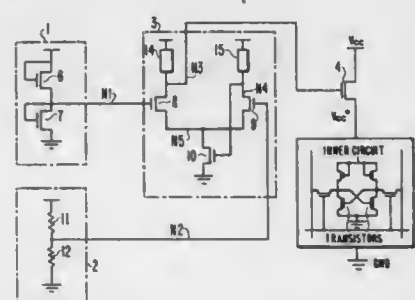 1
3
Vcc
14
15
4
6
N3
N1
8
N4
7
9
Vcc*
N5
10
INNER CIRCUIT
11
N2
12
2
TRANSISTORS
GND